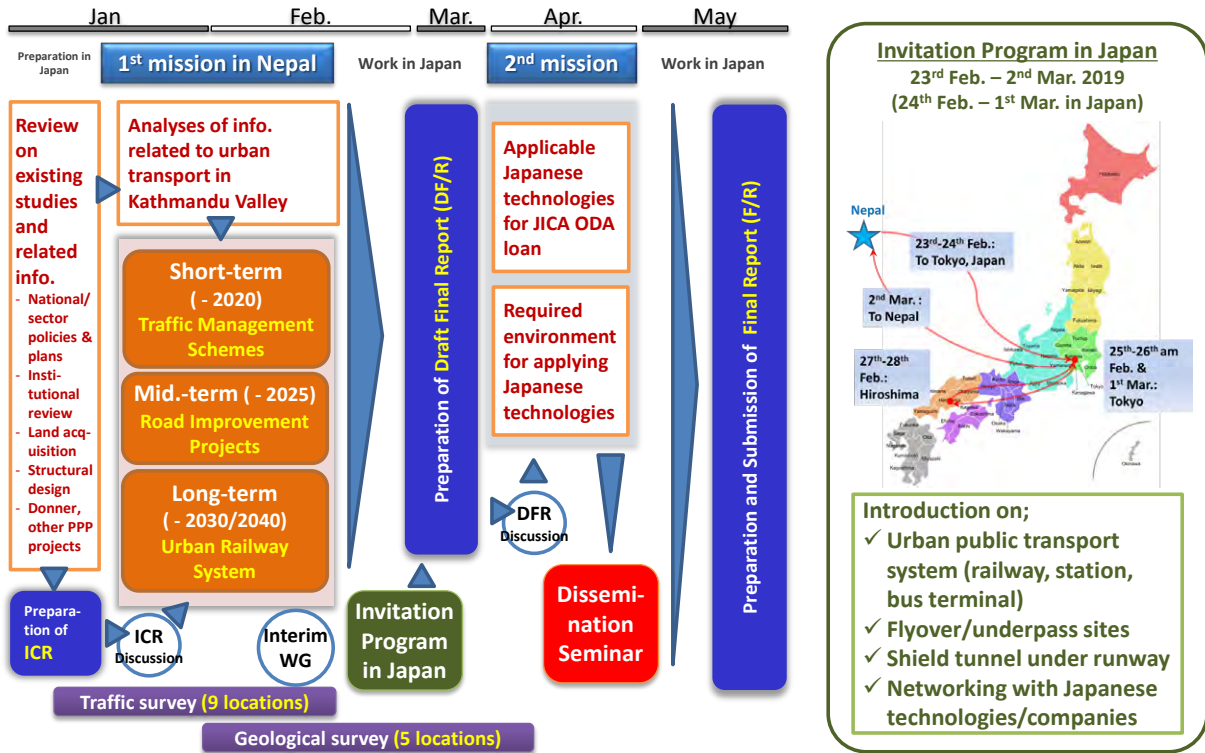 Jan
Feb.
Mar.
Apr.
May
Preparation in
Japan
1st mission in Nepal
Work in Japan
2nd mission
Work in Japan
Review
on
existing
studies
and
related
info.
- National/
sector
policies &
plans
- Insti-
tutional
review
- Land acq-
uisition
- Structural
design
- Donner,
other PPP
projects
Analyses of info.
related to urban
transport in
Kathmandu Valley
Short-term
( - 2020)
Traffic Management
Schemes
Mid.-term ( - 2025)
Road Improvement
Projects
Long-term
( - 2030/2040)
Urban Railway
System
Prepara-
tion of
ICR
ICR
Discussion
Interim
WG
Traffic survey (9 locations)
Geological survey (5 locations)
Preparation of Draft Final Report (DF/R)
Invitation
Program
in Japan
Applicable
Japanese
technologies
for JICA ODA
loan
Required
environment
for applying
Japanese
technologies
DFR
Discussion
Dissemi-
nation
Seminar
Preparation and Submission of Final Report (F/R)
Invitation Program in Japan
23rd Feb. – 2nd Mar. 2019
(24th Feb. – 1st Mar. in Japan)
Nepal
23rd-24th Feb.:
To Tokyo, Japan
2nd Mar. :
To Nepal
27th-28th
Feb.:
Hiroshima
25th-26th am
Feb. &
1st Mar.:
Tokyo
Introduction on;
✓ Urban public transport
system (railway, station,
bus terminal)
✓ Flyover/underpass sites
✓ Shield tunnel under runway
✓ Networking with Japanese
technologies/companies